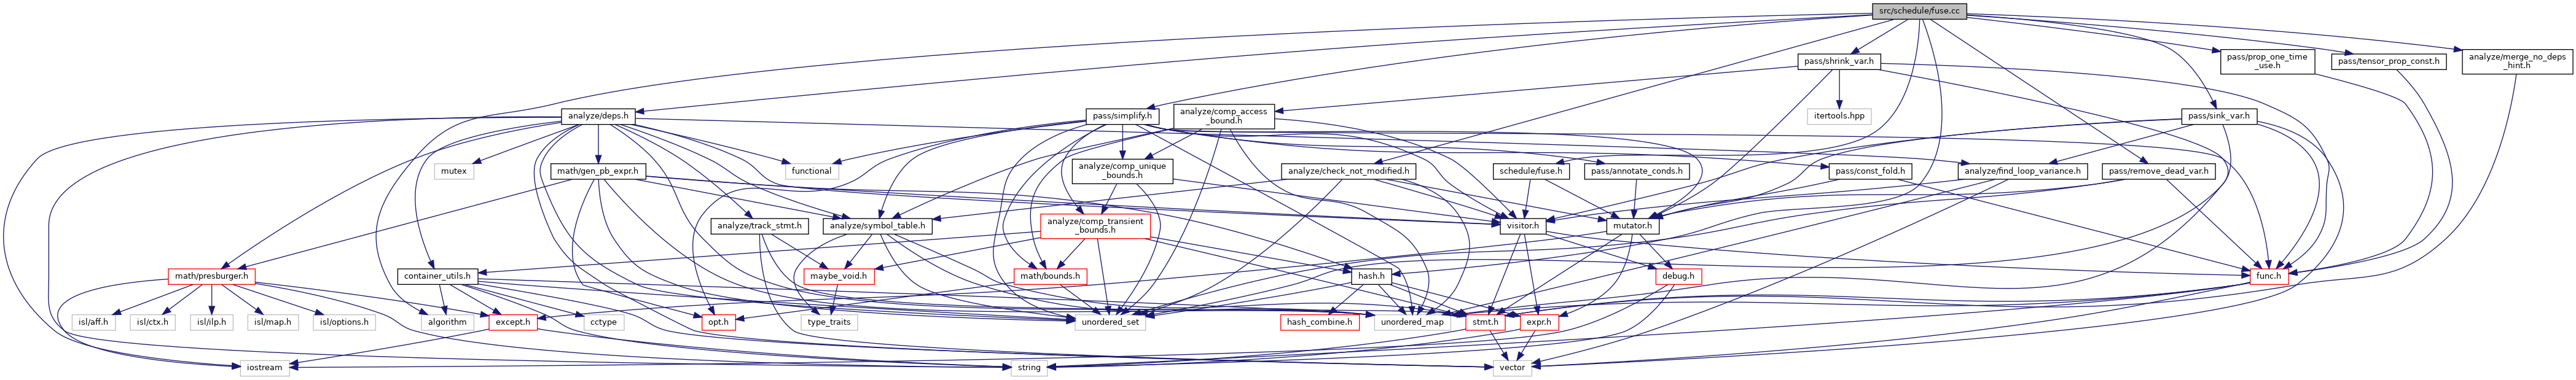 src/schedule/fuse.cc
pass/shrink_var.h
pass/prop_one_time
_use.h
pass/tensor_prop_const.h
analyze/merge_no_deps
_hint.h
analyze/deps.h
pass/simplify.h
analyze/comp_access
_bound.h
itertools.hpp
pass/sink_var.h
mutex
math/gen_pb_expr.h
functional
analyze/comp_unique
_bounds.h
analyze/check_not_modified.h
schedule/fuse.h
pass/annotate_conds.h
pass/const_fold.h
analyze/find_loop_variance.h
pass/remove_dead_var.h
analyze/track_stmt.h
analyze/symbol_table.h
analyze/comp_transient
_bounds.h
visitor.h
mutator.h
math/presburger.h
container_utils.h
maybe_void.h
math/bounds.h
hash.h
debug.h
func.h
isl/aff.h
isl/ctx.h
isl/ilp.h
isl/map.h
isl/options.h
algorithm
except.h
cctype
opt.h
type_traits
unordered_set
hash_combine.h
unordered_map
stmt.h
expr.h
iostream
string
vector